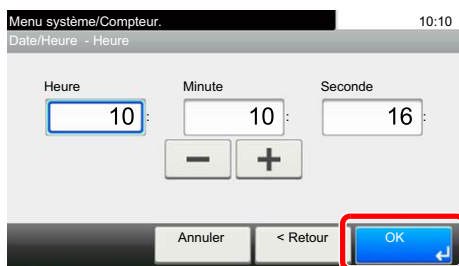 Menu système/Compteur. 10:10
Date/Heure - Heure
Heure Minute Seconde
10 : 10 : 16 :
Annuler < Retour OK